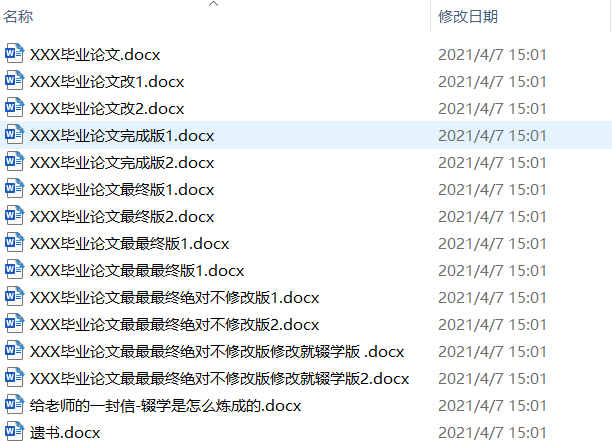 名称 修改日期
XXX毕业论文.docx 2021/4/7 15:01
XXX毕业论文改1.docx 2021/4/7 15:01
XXX毕业论文改2.docx 2021/4/7 15:01
XXX毕业论文完成版1.docx 2021/4/7 15:01
XXX毕业论文完成版2.docx 2021/4/7 15:01
XXX毕业论文最终版1.docx 2021/4/7 15:01
XXX毕业论文最终版2.docx 2021/4/7 15:01
XXX毕业论文最最终版1.docx 2021/4/7 15:01
XXX毕业论文最最最终版1.docx 2021/4/7 15:01
XXX毕业论文最最最终绝对不修改版1.docx 2021/4/7 15:01
XXX毕业论文最最最终绝对不修改版2.docx 2021/4/7 15:01
XXX毕业论文最最最终绝对不修改版修改就辍学版 .docx 2021/4/7 15:01
XXX毕业论文最最最终绝对不修改版修改就辍学版2.docx 2021/4/7 15:01
给老师的一封信-辍学是怎么炼成的.docx 2021/4/7 15:01
遗书.docx 2021/4/7 15:01